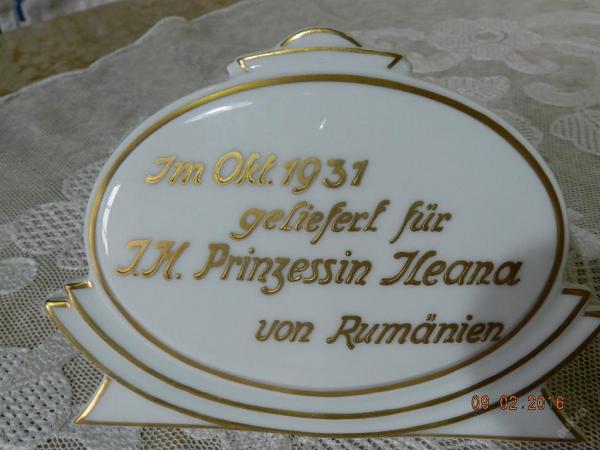 Im Okt. 1931
geliefert für
I.H. Prinzessin Ileana
von Rumänien
09.02.2016